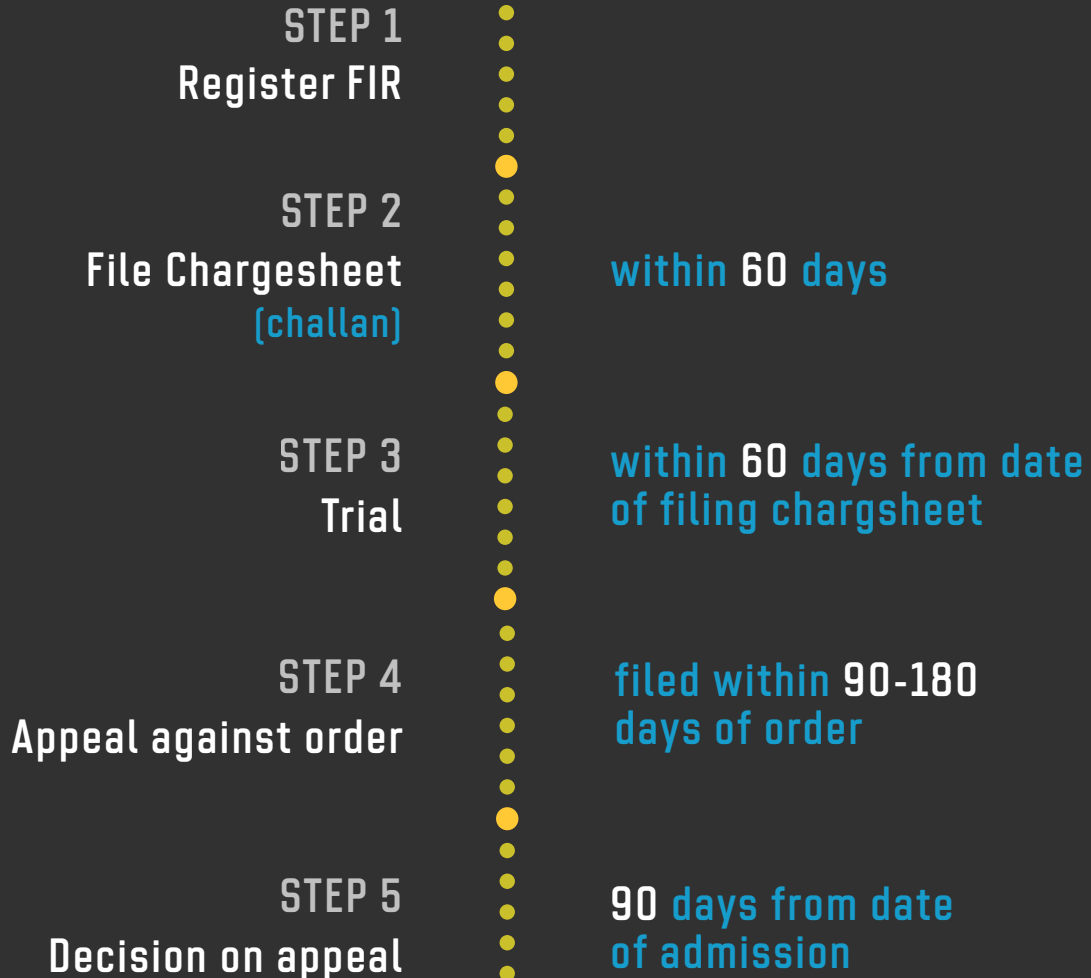 STEP 1
Register FIR
STEP 2
File Chargesheet
(challan)
within 60 days
STEP 3
Trial
within 60 days from date
of filing chargsheet
STEP 4
Appeal against order
filed within 90-180
days of order
STEP 5
Decision on appeal
90 days from date
of admission